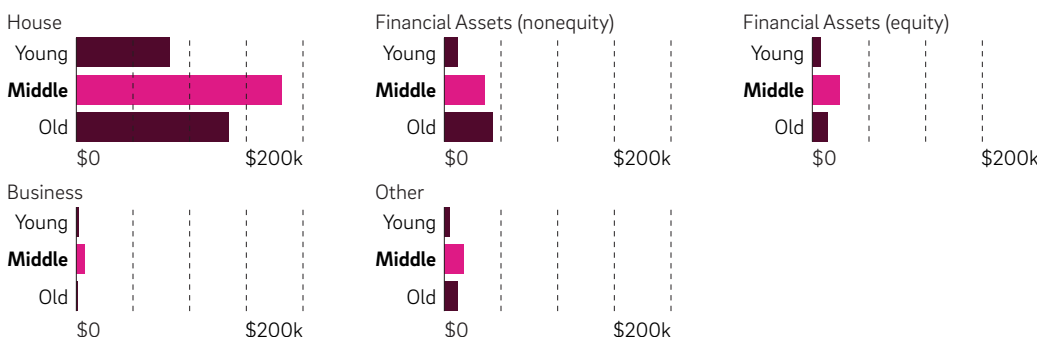 House
Young
Middle
Old
$0 $200k
Financial Assets (nonequity)
Young
Middle
Old
$0 $200k
Financial Assets (equity)
Young
Middle
Old
$0 $200k
Business
Young
Middle
Old
$0 $200k
Other
Young
Middle
Old
$0 $200k